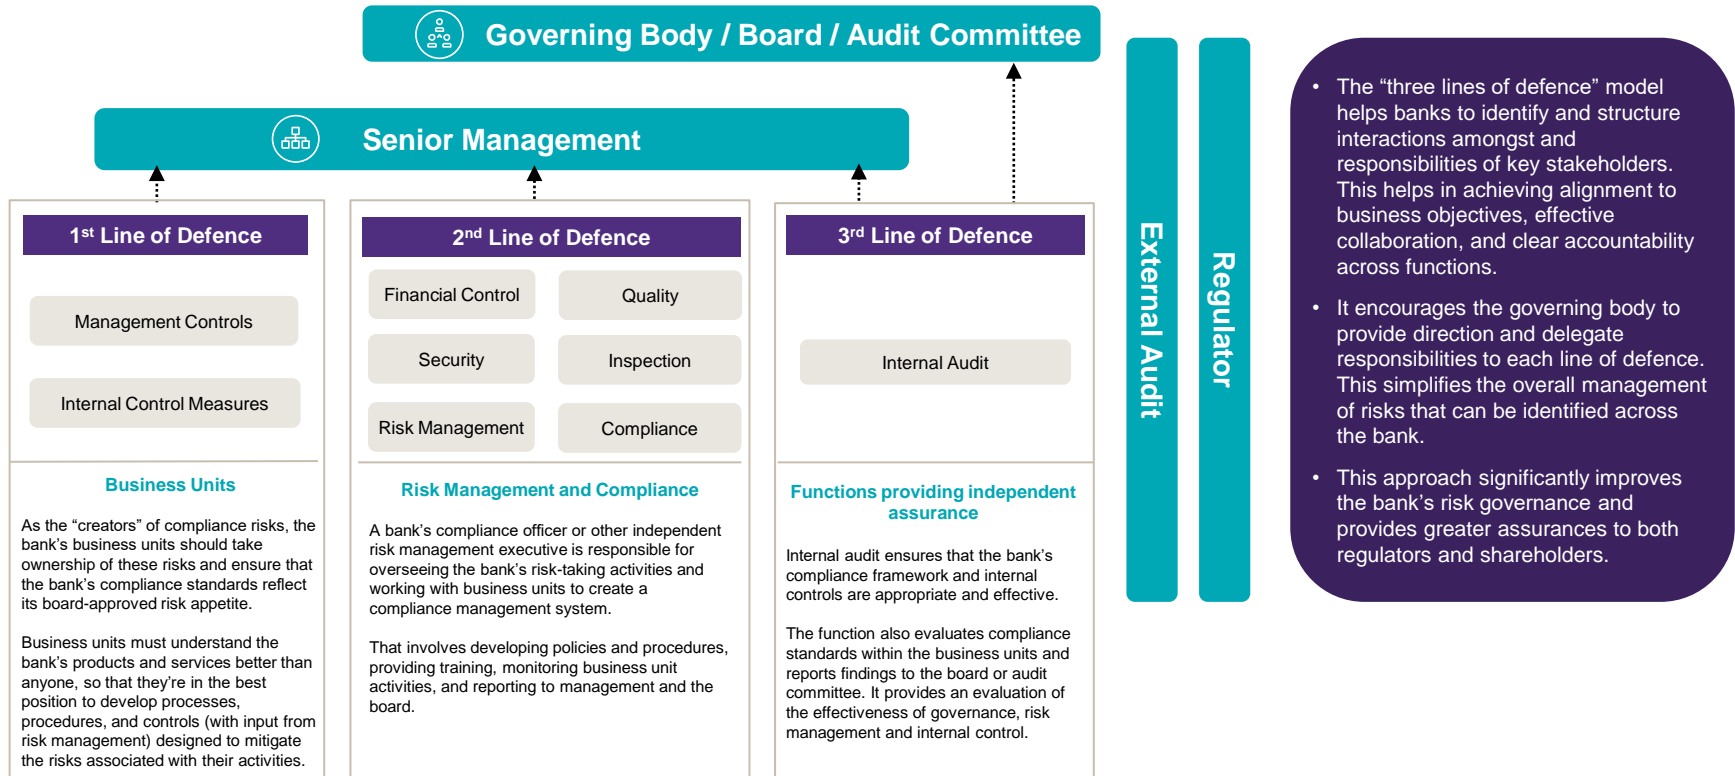 Governing Body / Board / Audit Committee
Senior Management
1st Line of Defence
Management Controls
Internal Control Measures
Business Units
As the “creators” of compliance risks, the
bank’s business units should take
ownership of these risks and ensure that
the bank’s compliance standards reflect
its board-approved risk appetite.
Business units must understand the
bank’s products and services better than
anyone, so that they’re in the best
position to develop processes,
procedures, and controls (with input from
risk management) designed to mitigate
the risks associated with their activities.
2nd Line of Defence
Financial Control
Quality
Security
Inspection
Risk Management
Compliance
Risk Management and Compliance
A bank’s compliance officer or other independent
risk management executive is responsible for
overseeing the bank’s risk-taking activities and
working with business units to create a
compliance management system.
That involves developing policies and procedures,
providing training, monitoring business unit
activities, and reporting to management and the
board.
3rd Line of Defence
Internal Audit
Functions providing independent
assurance
Internal audit ensures that the bank’s
compliance framework and internal
controls are appropriate and effective.
The function also evaluates compliance
standards within the business units and
reports findings to the board or audit
committee. It provides an evaluation of
the effectiveness of governance, risk
management and internal control.
External Audit
Regulator
• The “three lines of defence” model
helps banks to identify and structure
interactions amongst and
responsibilities of key stakeholders.
This helps in achieving alignment to
business objectives, effective
collaboration, and clear accountability
across functions.
• It encourages the governing body to
provide direction and delegate
responsibilities to each line of defence.
This simplifies the overall management
of risks that can be identified across
the bank.
• This approach significantly improves
the bank’s risk governance and
provides greater assurances to both
regulators and shareholders.